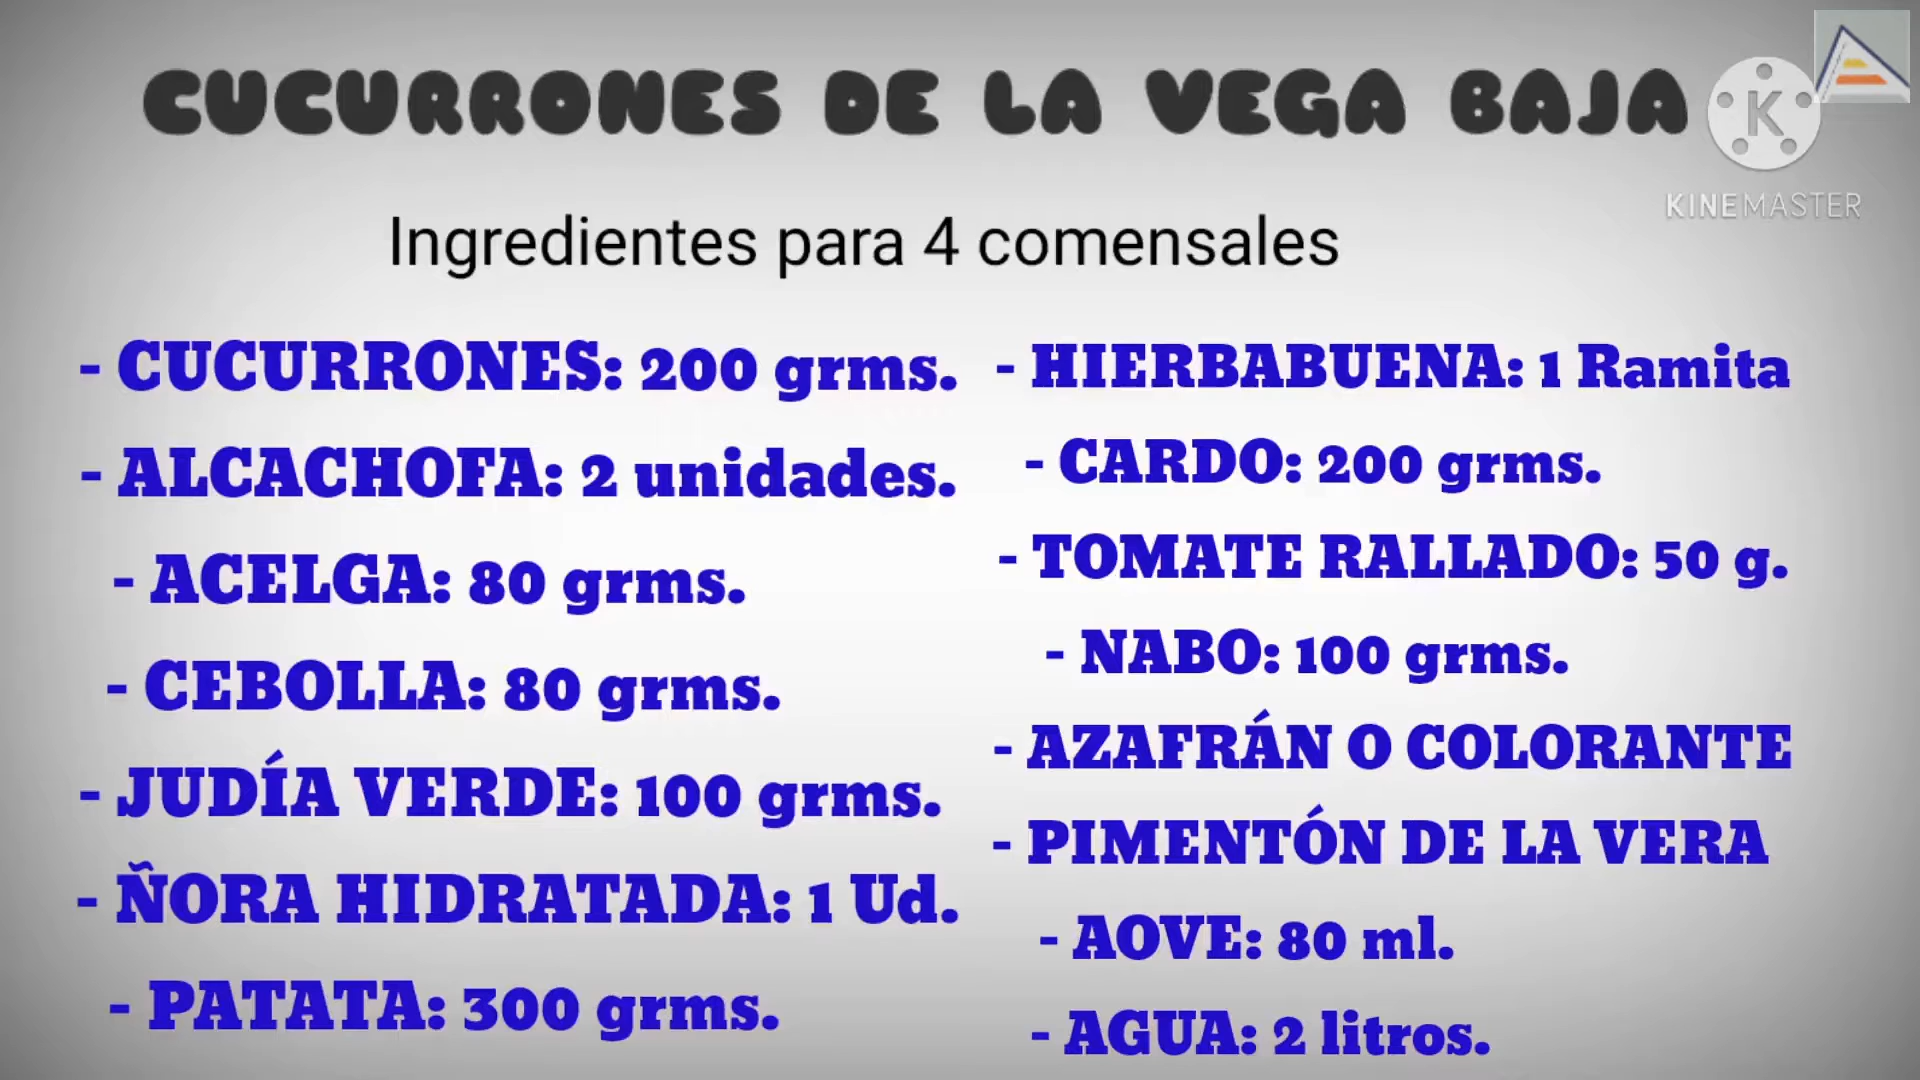 CUCURRONES DE LA VEGA BAJA
K
KINEMASTER
Ingredientes para 4 comensales
- CUCURRONES: 200 grms.
- ALCACHOFA: 2 unidades.
- ACELGA: 80 grms.
- CEBOLLA: 80 grms.
- JUDÍA VERDE: 100 grms.
- ÑORA HIDRATADA: 1 Ud.
- PATATA: 300 grms.
- HIERBABUENA: 1 Ramita
- CARDO: 200 grms.
- TOMATE RALLADO: 50 g.
- NABO: 100 grms.
- AZAFRÁN O COLORANTE
- PIMENTÓN DE LA VERA
- AOVE: 80 ml.
- AGUA: 2 litros.